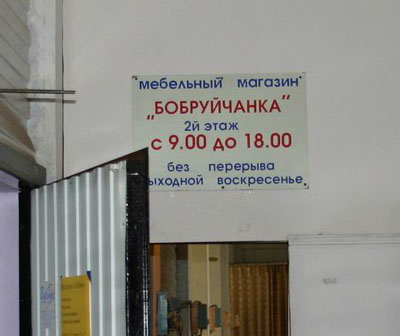 мебельный магазин
„БОБРУЙЧАНКА"
2й этаж
с 9.00 до 18.00
без перерыва
выходной воскресенье